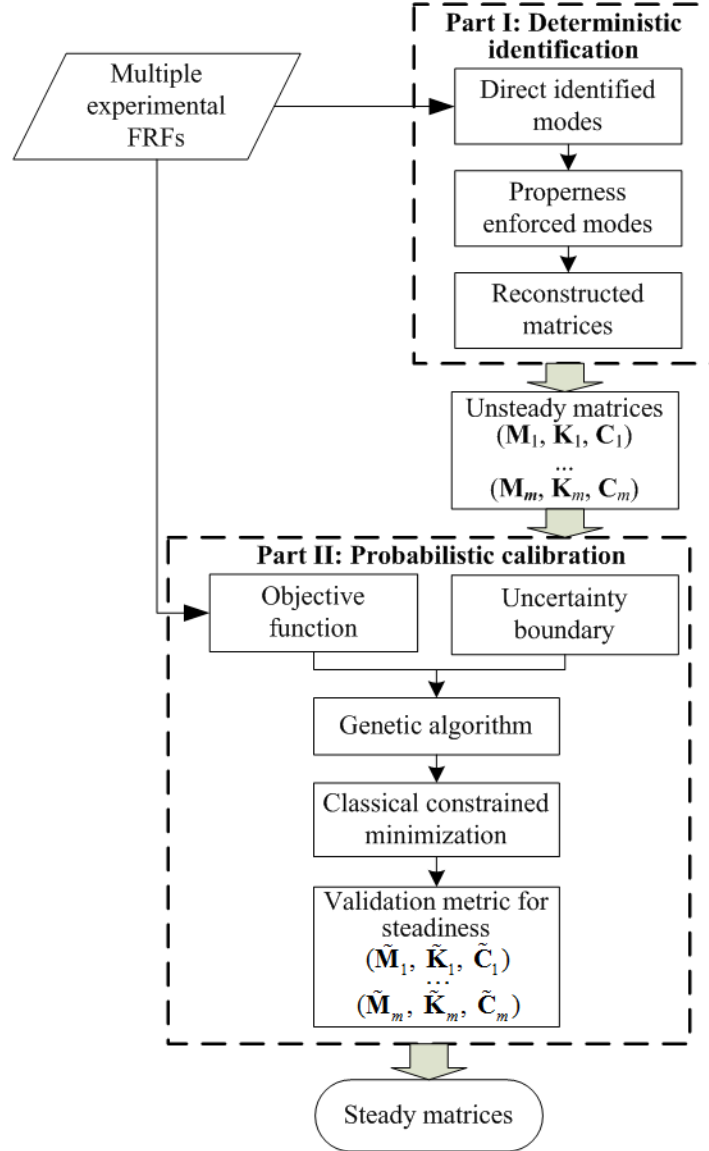 Part I: Deterministic
identification
Multiple
experimental
FRFs
Direct identified
modes
Properness
enforced modes
Reconstructed
matrices
Unsteady matrices
(M₁, K₁, C₁)
...
(Mₘ, Kₘ, Cₘ)
Part II: Probabilistic calibration
Objective
function
Uncertainty
boundary
Genetic algorithm
Classical constrained
minimization
Validation metric for
steadiness
(M̃₁, K̃₁, C̃₁)
...
(M̃ₘ, K̃ₘ, C̃ₘ)
Steady matrices